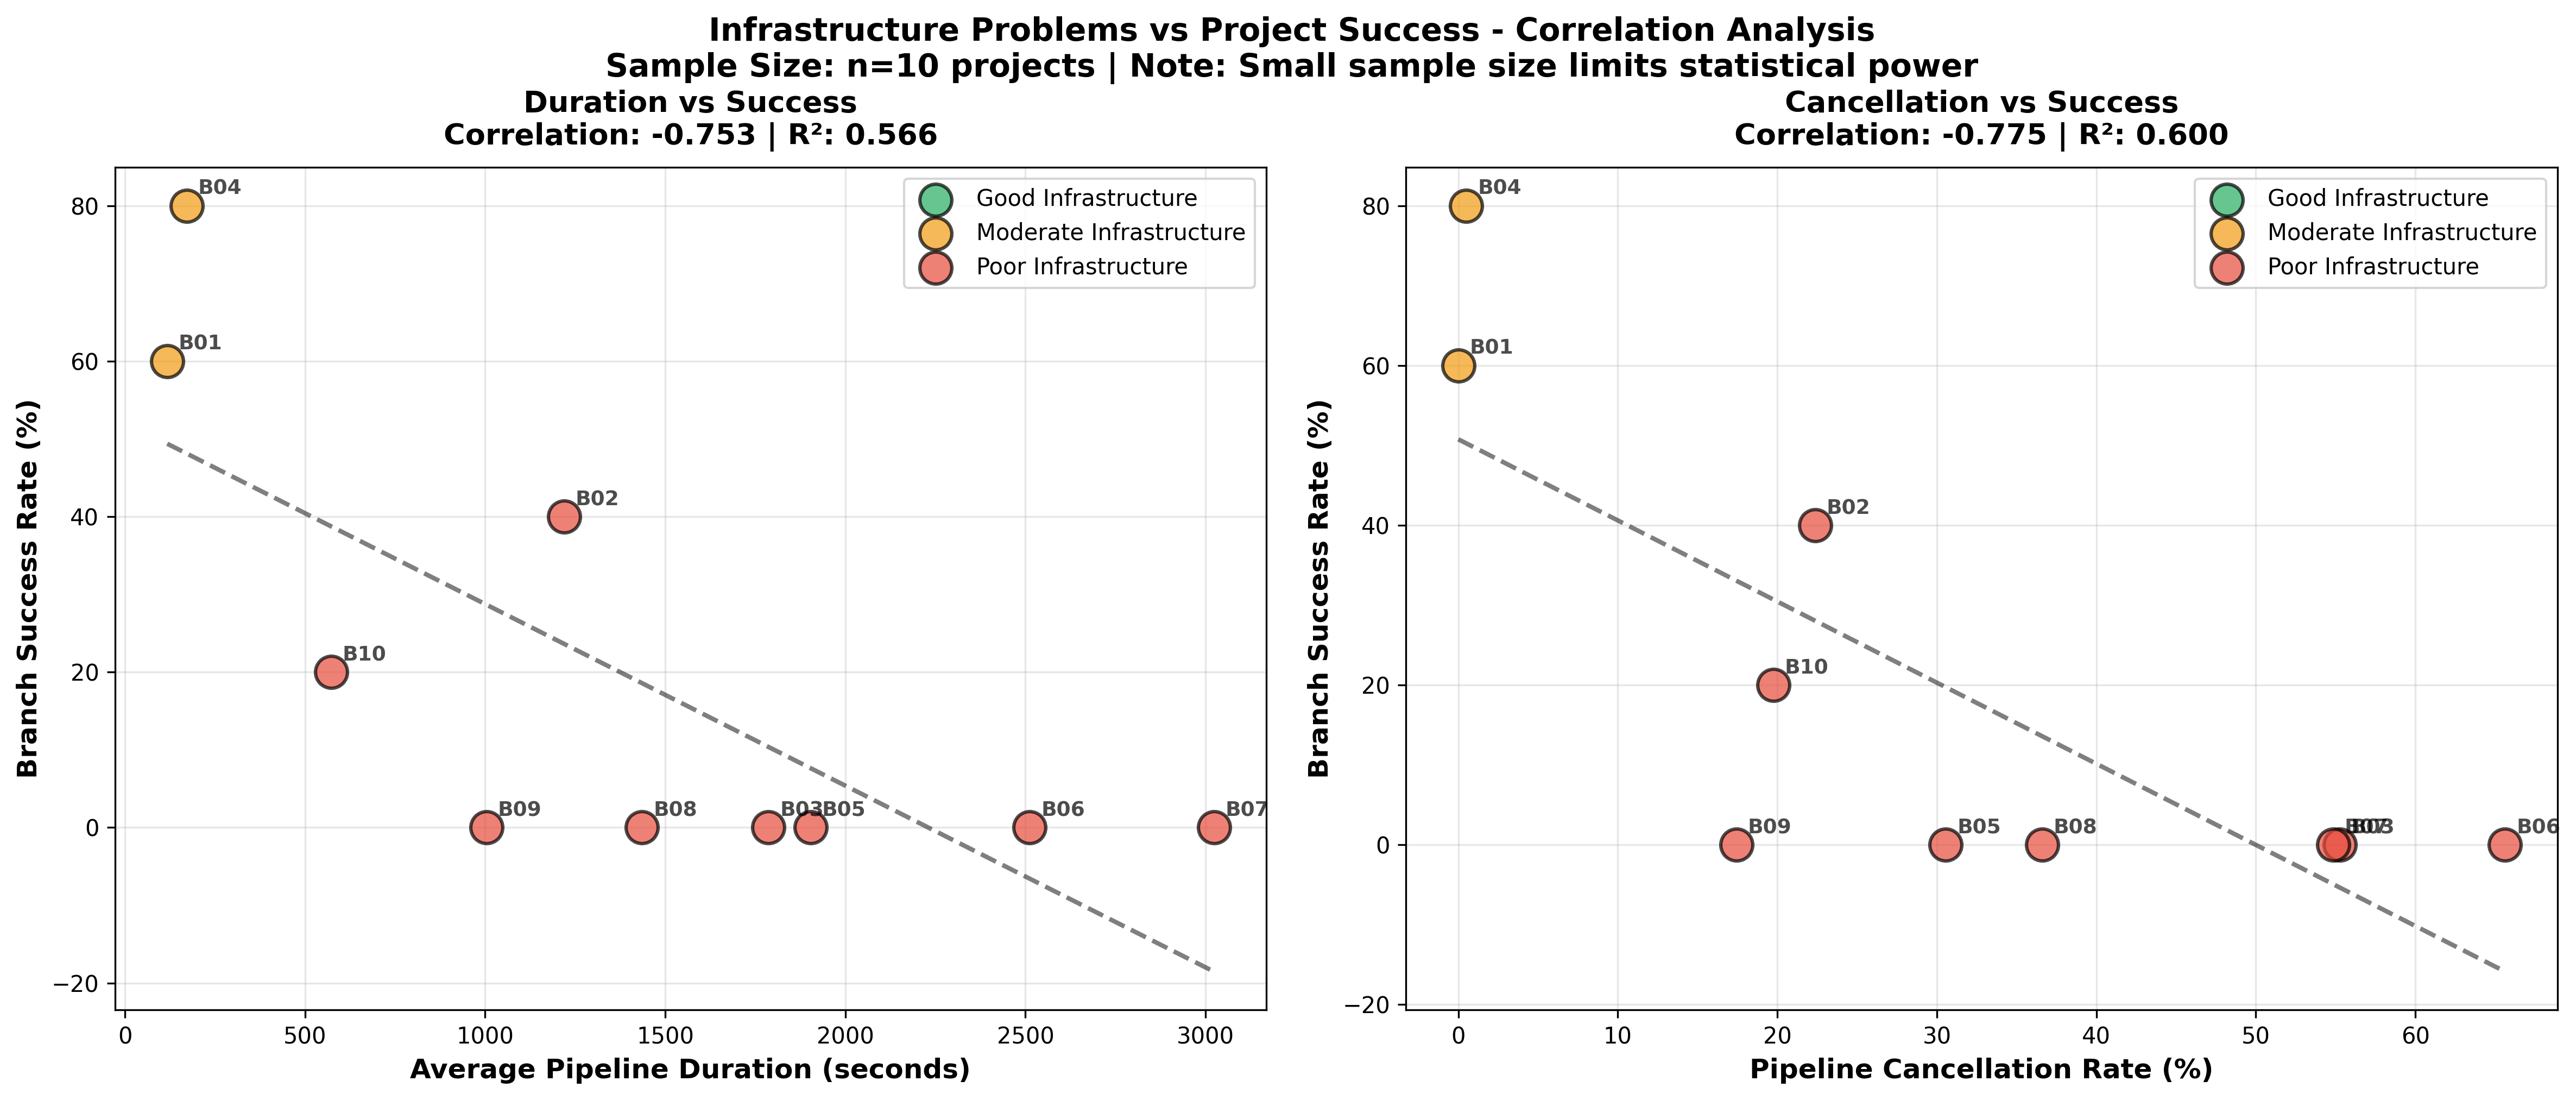 Infrastructure Problems vs Project Success - Correlation Analysis
Sample Size: n=10 projects | Note: Small sample size limits statistical power
Duration vs Success
Correlation: -0.753 | R²: 0.566
80
60
40
20
0
−20
Branch Success Rate (%)
B04
B01
B02
B10
B09
B08
B03
B05
B06
B07
Good Infrastructure
Moderate Infrastructure
Poor Infrastructure
0 500 1000 1500 2000 2500 3000
Average Pipeline Duration (seconds)
Cancellation vs Success
Correlation: -0.775 | R²: 0.600
80
60
40
20
0
−20
Branch Success Rate (%)
B04
B01
B02
B10
B09
B05
B08
B07
B03
B06
Good Infrastructure
Moderate Infrastructure
Poor Infrastructure
0 10 20 30 40 50 60
Pipeline Cancellation Rate (%)